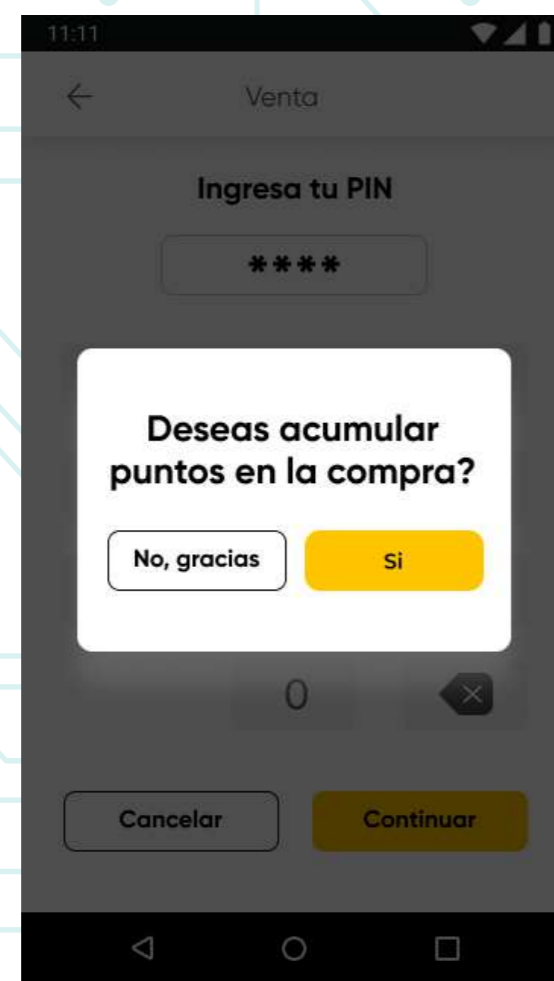 11:11
Venta
Ingresa tu PIN
****
Deseas acumular
puntos en la compra?
No, gracias
Si
0
Cancelar
Continuar